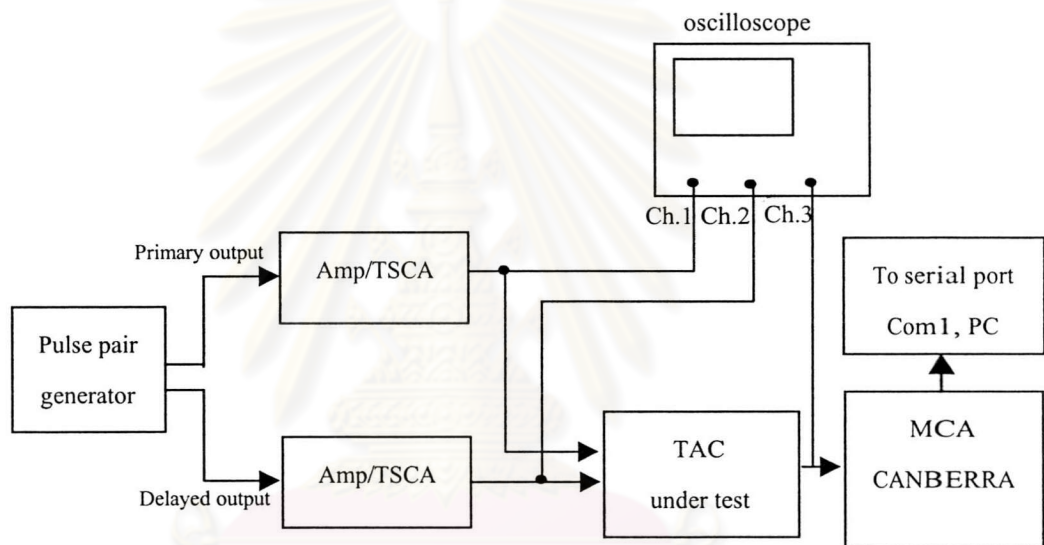 oscilloscope
Ch.1 Ch.2 Ch.3
Primary output
Amp/TSCA
To serial port
Com1, PC
Pulse pair
generator
Delayed output
Amp/TSCA
TAC
under test
MCA
CANBERRA